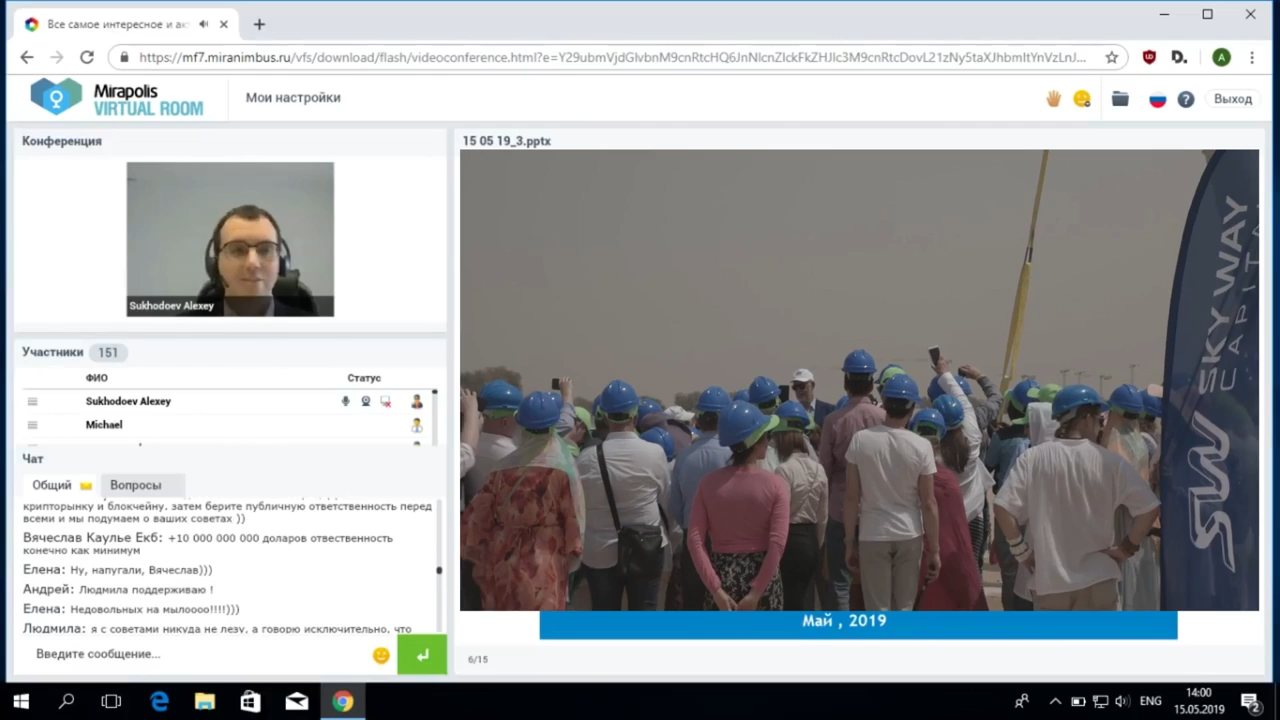 Все самое интересное и ак
https://mf7.miranimbus.ru/vfs/download/flash/videoconference.html?e=Y29ubmVjdGlvbnM9cnRtcHQ6JnNlcnZlckFkZHJlc3M9cnRtcDovL21zNy5taXJhbmltYnVzLnJ...
D.
A
Mirapolis
VIRTUAL ROOM
Мои настройки
Выход
Конференция
15 05 19_3.pptx
Sukhodoev Alexey
SKY WAY
CAPITA
SW
Участники 151
ФИО Статус
Sukhodoev Alexey
Michael
Чат
Общий Вопросы
крипторынку и блокчейну. затем берите публичную ответственность перед
всеми и мы подумаем о ваших советах ))
Вячеслав Каулье Екб: +10 000 000 000 доларов отвественность
конечно как минимум
Елена: Ну, напугали, Вячеслав)))
Андрей: Людмила поддерживаю !
Елена: Недовольных на мылоооо!!!!)))
Людмила: я с советами никуда не лезу, а говорю исключительно, что
Введите сообщение...
Май , 2019
6/15
ENG
14:00
15.05.2019
2